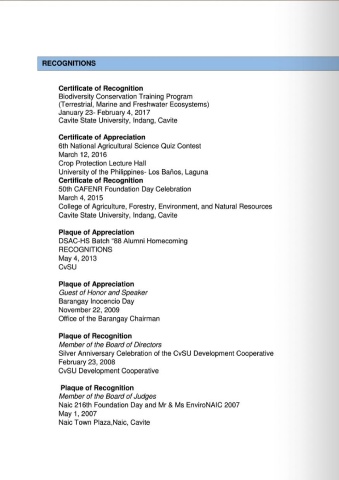 RECOGNITIONS
Certificate of Recognition
Biodiversity Conservation Training Program
(Terrestrial, Marine and Freshwater Ecosystems)
January 23- February 4, 2017
Cavite State University, Indang, Cavite
Certificate of Appreciation
6th National Agricultural Science Quiz Contest
March 12, 2016
Crop Protection Lecture Hall
University of the Philippines- Los Baños, Laguna
Certificate of Recognition
50th CAFENR Foundation Day Celebration
March 4, 2015
College of Agriculture, Forestry, Environment, and Natural Resources
Cavite State University, Indang, Cavite
Plaque of Appreciation
DSAC-HS Batch “88 Alumni Homecoming
RECOGNITIONS
May 4, 2013
CvSU
Plaque of Appreciation
Guest of Honor and Speaker
Barangay Inocencio Day
November 22, 2009
Office of the Barangay Chairman
Plaque of Recognition
Member of the Board of Directors
Silver Anniversary Celebration of the CvSU Development Cooperative
February 23, 2008
CvSU Development Cooperative
Plaque of Recognition
Member of the Board of Judges
Naic 216th Foundation Day and Mr & Ms EnviroNAIC 2007
May 1, 2007
Naic Town Plaza,Naic, Cavite